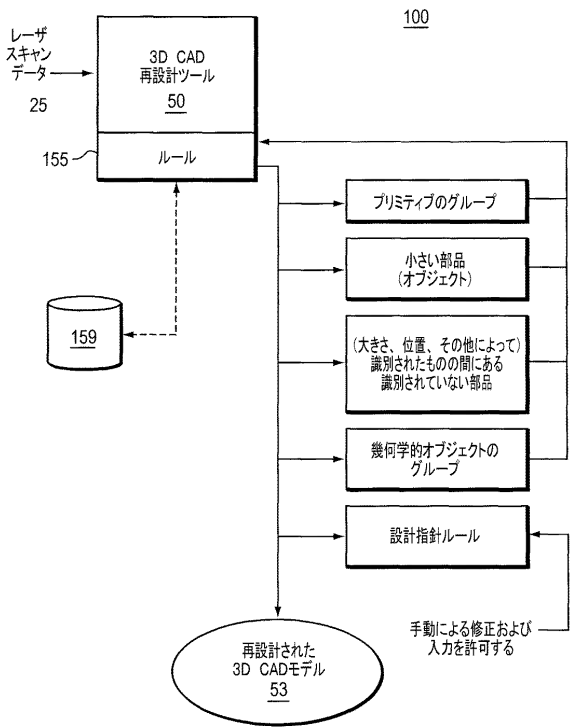 100
レーザ
スキャン
データ
25
3D CAD
再設計ツール
50
155
ルール
プリミティブのグループ
小さい部品
(オブジェクト)
159
(大きさ、位置、その他によって)
識別されたものの間にある
識別されていない部品
幾何学的オブジェクトの
グループ
設計指針ルール
手動による修正および
入力を許可する
再設計された
3D CADモデル
53